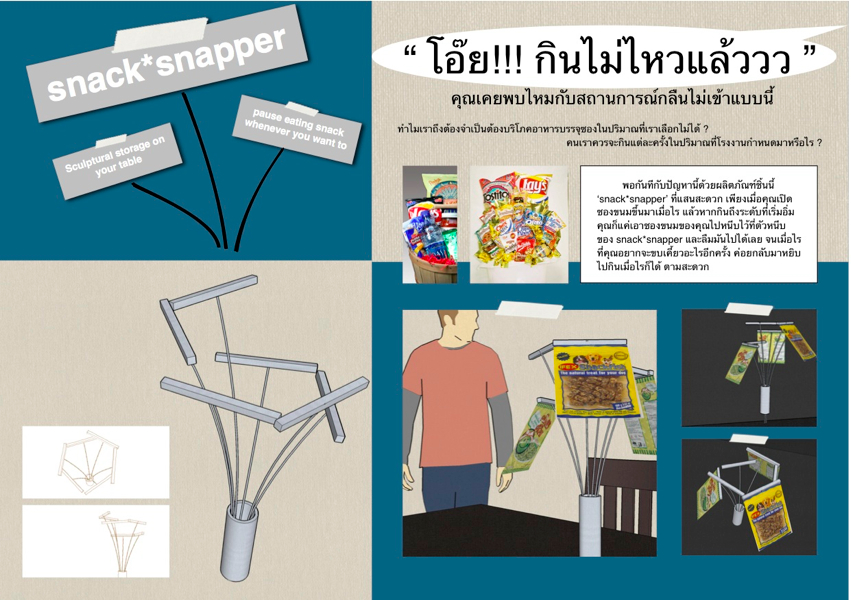 snack*snapper
Sculptural storage on
your table
pause eating snack
whenever you want to
“ โอ๊ย!!! กินไม่ไหวแล้ววว ”
คุณเคยพบไหมกับสถานการณ์กลืนไม่เข้าแบบนี้
ทำไมเราถึงต้องจำเป็นต้องบริโภคอาหารบรรจุซองในปริมาณที่เราเลือกไม่ได้ ?
คนเราควรจะกินแต่ละครั้งในปริมาณที่โรงงานกำหนดมาหรือไร ?
Tostitos
Lay's
พอกันทีกับปัญหานี้ด้วยผลิตภัณฑ์ชิ้นนี้
'snack*snapper' ที่แสนสะดวก เพียงเมื่อคุณเปิด
ซองขนมขึ้นมาเมื่อไร แล้วหากกินถึงระดับที่เริ่มอิ่ม
คุณก็แค่เอาซองขนมของคุณไปหนีบไว้ที่ตัวหนีบ
ของ snack*snapper และลืมมันไปได้เลย จนเมื่อไร
ที่คุณอยากจะขบเคี้ยวอะไรอีกครั้ง ค่อยกลับมาหยิบ
ไปกินเมื่อไรก็ได้ ตามสะดวก
The natural treat for your dog